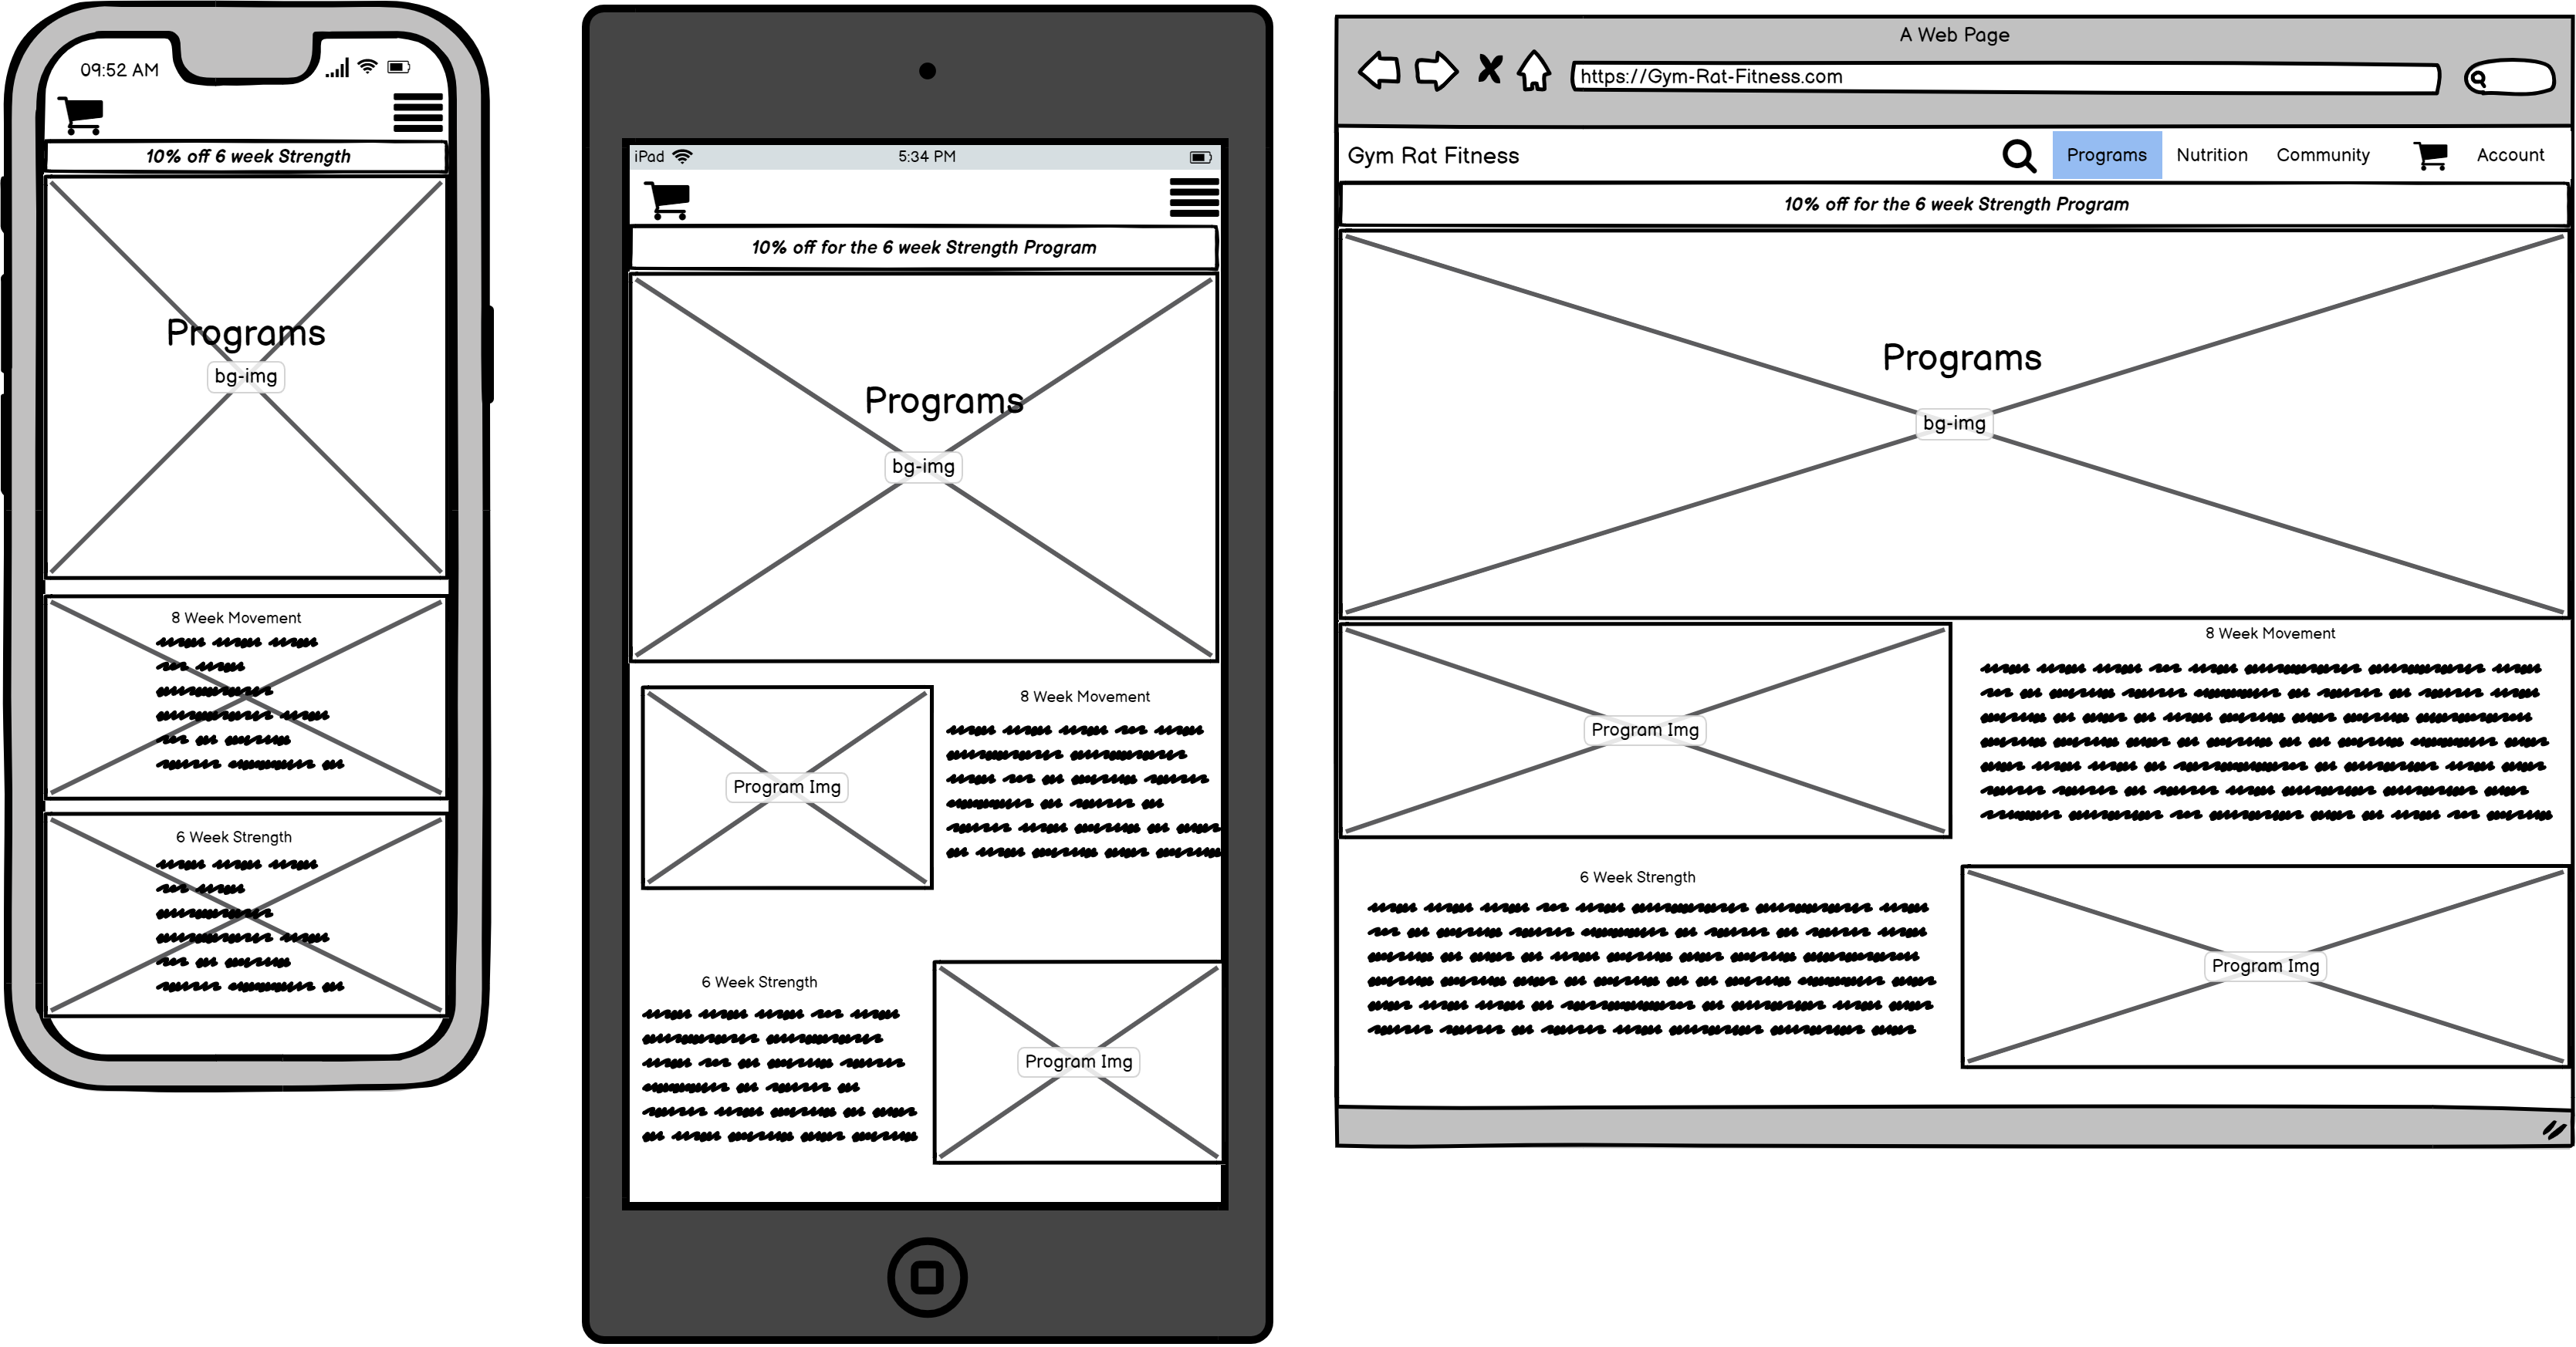 09:52 AM
10% off 6 week Strength
Programs
bg-img
8 Week Movement
6 Week Strength
iPad
5:34 PM
10% off for the 6 week Strength Program
Programs
bg-img
Program Img
8 Week Movement
6 Week Strength
Program Img
A Web Page
https://Gym-Rat-Fitness.com
Gym Rat Fitness
Programs
Nutrition
Community
Account
10% off for the 6 week Strength Program
Programs
bg-img
Program Img
8 Week Movement
6 Week Strength
Program Img